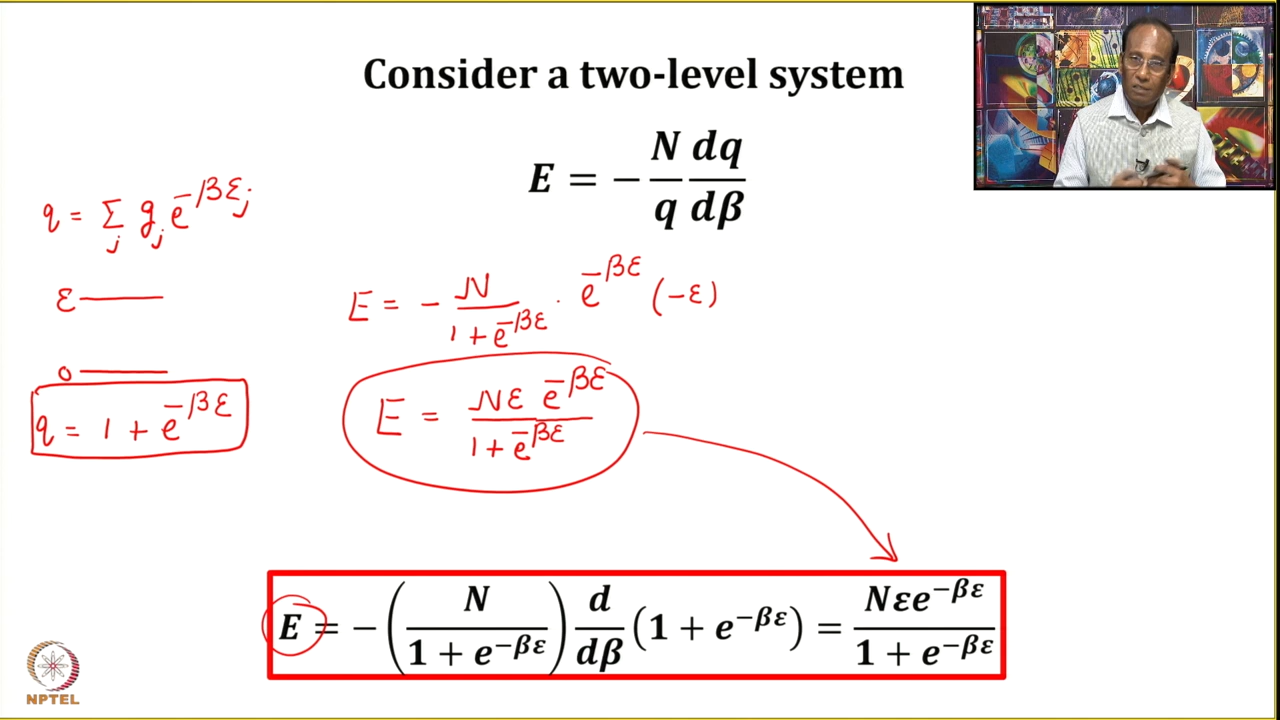 Consider a two-level system
E = − N/q dq/dβ
q = Σ_j g_j e^{−βε_j}
ε
0
q = 1 + e^{−βε}
E = − N/(1 + e^{−βε}) · e^{−βε} (−ε)
E = Nε e^{−βε}/(1 + e^{−βε})
E = −(N/(1 + e^{−βε})) d/dβ (1 + e^{−βε}) = Nεe^{−βε}/(1 + e^{−βε})
NPTEL